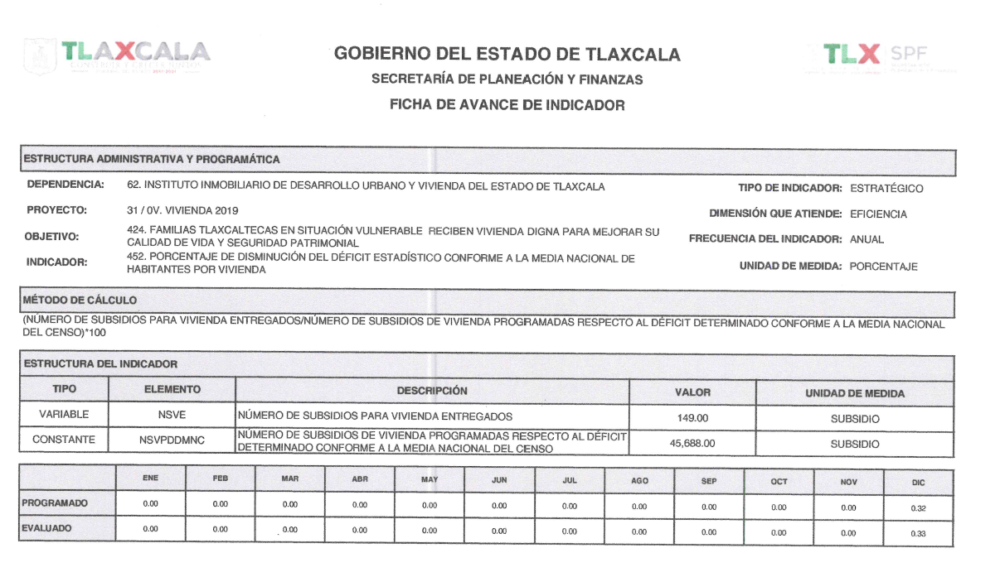 TLAXCALA
CONSTRUIR Y CRECER JUNTOS
GOBIERNO DEL ESTADO DE TLAXCALA
TLX SPF
SECRETARÍA DE PLANEACIÓN Y FINANZAS
FICHA DE AVANCE DE INDICADOR
ESTRUCTURA ADMINISTRATIVA Y PROGRAMÁTICA
DEPENDENCIA: 62. INSTITUTO INMOBILIARIO DE DESARROLLO URBANO Y VIVIENDA DEL ESTADO DE TLAXCALA
TIPO DE INDICADOR: ESTRATÉGICO
PROYECTO: 31 / 0V. VIVIENDA 2019
DIMENSIÓN QUE ATIENDE: EFICIENCIA
OBJETIVO: 424. FAMILIAS TLAXCALTECAS EN SITUACIÓN VULNERABLE RECIBEN VIVIENDA DIGNA PARA MEJORAR SU
CALIDAD DE VIDA Y SEGURIDAD PATRIMONIAL
FRECUENCIA DEL INDICADOR: ANUAL
INDICADOR: 452. PORCENTAJE DE DISMINUCIÓN DEL DÉFICIT ESTADÍSTICO CONFORME A LA MEDIA NACIONAL DE
HABITANTES POR VIVIENDA
UNIDAD DE MEDIDA: PORCENTAJE
MÉTODO DE CÁLCULO
(NÚMERO DE SUBSIDIOS PARA VIVIENDA ENTREGADOS/NÚMERO DE SUBSIDIOS DE VIVIENDA PROGRAMADAS RESPECTO AL DÉFICIT DETERMINADO CONFORME A LA MEDIA NACIONAL
DEL CENSO)*100
ESTRUCTURA DEL INDICADOR
TIPO ELEMENTO DESCRIPCIÓN VALOR UNIDAD DE MEDIDA
VARIABLE NSVE NÚMERO DE SUBSIDIOS PARA VIVIENDA ENTREGADOS 149.00 SUBSIDIO
CONSTANTE NSVPDDMNC NÚMERO DE SUBSIDIOS DE VIVIENDA PROGRAMADAS RESPECTO AL DÉFICIT
DETERMINADO CONFORME A LA MEDIA NACIONAL DEL CENSO 45,688.00 SUBSIDIO
ENE FEB MAR ABR MAY JUN JUL AGO SEP OCT NOV DIC
PROGRAMADO 0.00 0.00 0.00 0.00 0.00 0.00 0.00 0.00 0.00 0.00 0.00 0.32
EVALUADO 0.00 0.00 0.00 0.00 0.00 0.00 0.00 0.00 0.00 0.00 0.00 0.33